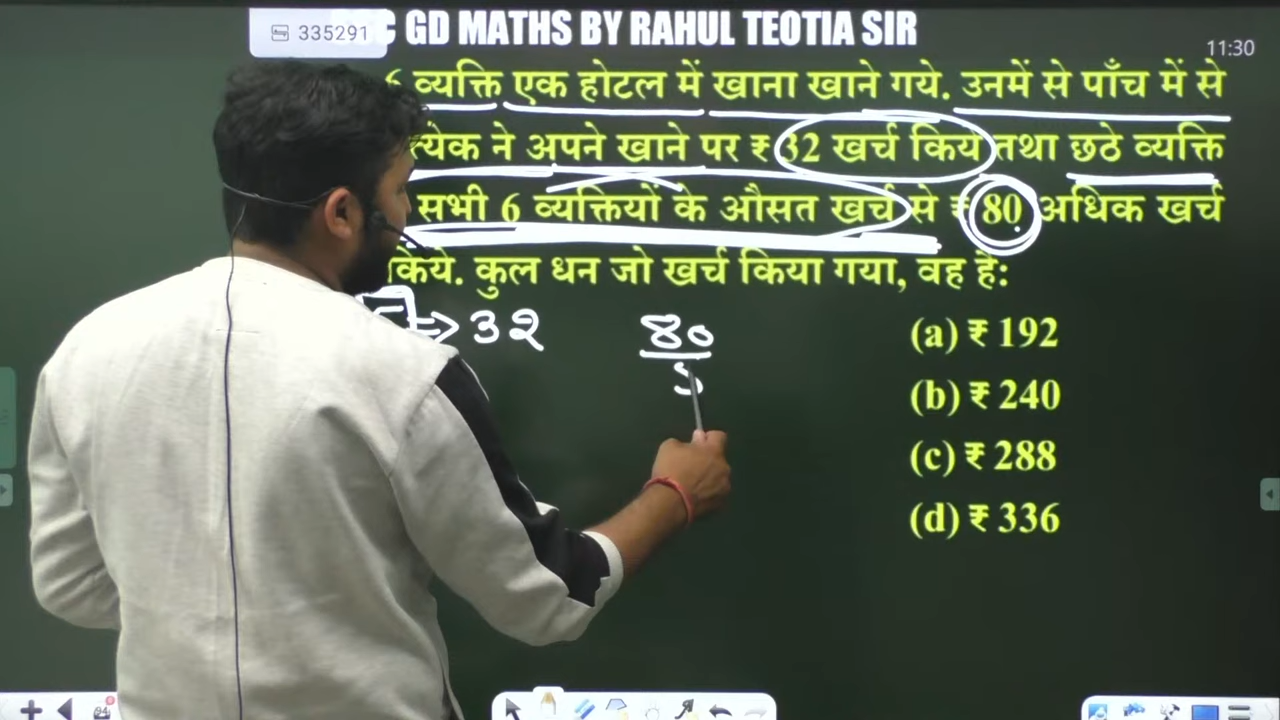 335291
GD MATHS BY RAHUL TEOTIA SIR
11:30
6 व्यक्ति एक होटल में खाना खाने गये. उनमें से पाँच में से
त्येक ने अपने खाने पर ₹ 32 खर्च किये तथा छठे व्यक्ति
सभी 6 व्यक्तियों के औसत खर्च से ₹ 80 अधिक खर्च
किये. कुल धन जो खर्च किया गया, वह है:
32
80
5
(a) ₹ 192
(b) ₹ 240
(c) ₹ 288
(d) ₹ 336